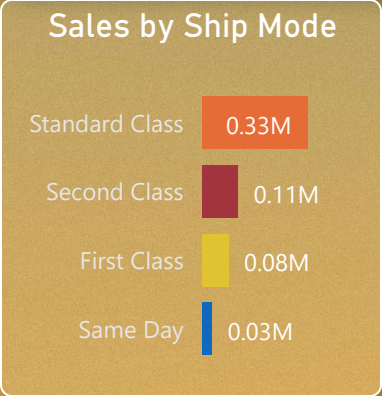 Sales by Ship Mode
Standard Class 0.33M
Second Class 0.11M
First Class 0.08M
Same Day 0.03M